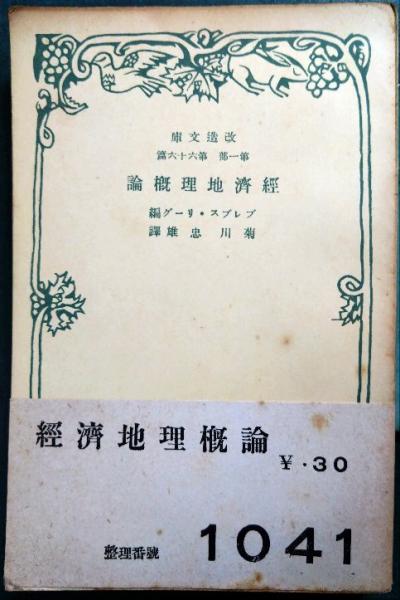 改造文庫
第一部 第六十六篇
經濟地理概論
プレブス・リーグ編
菊川忠雄譯
經濟地理概論
¥・30
整理番號 1041